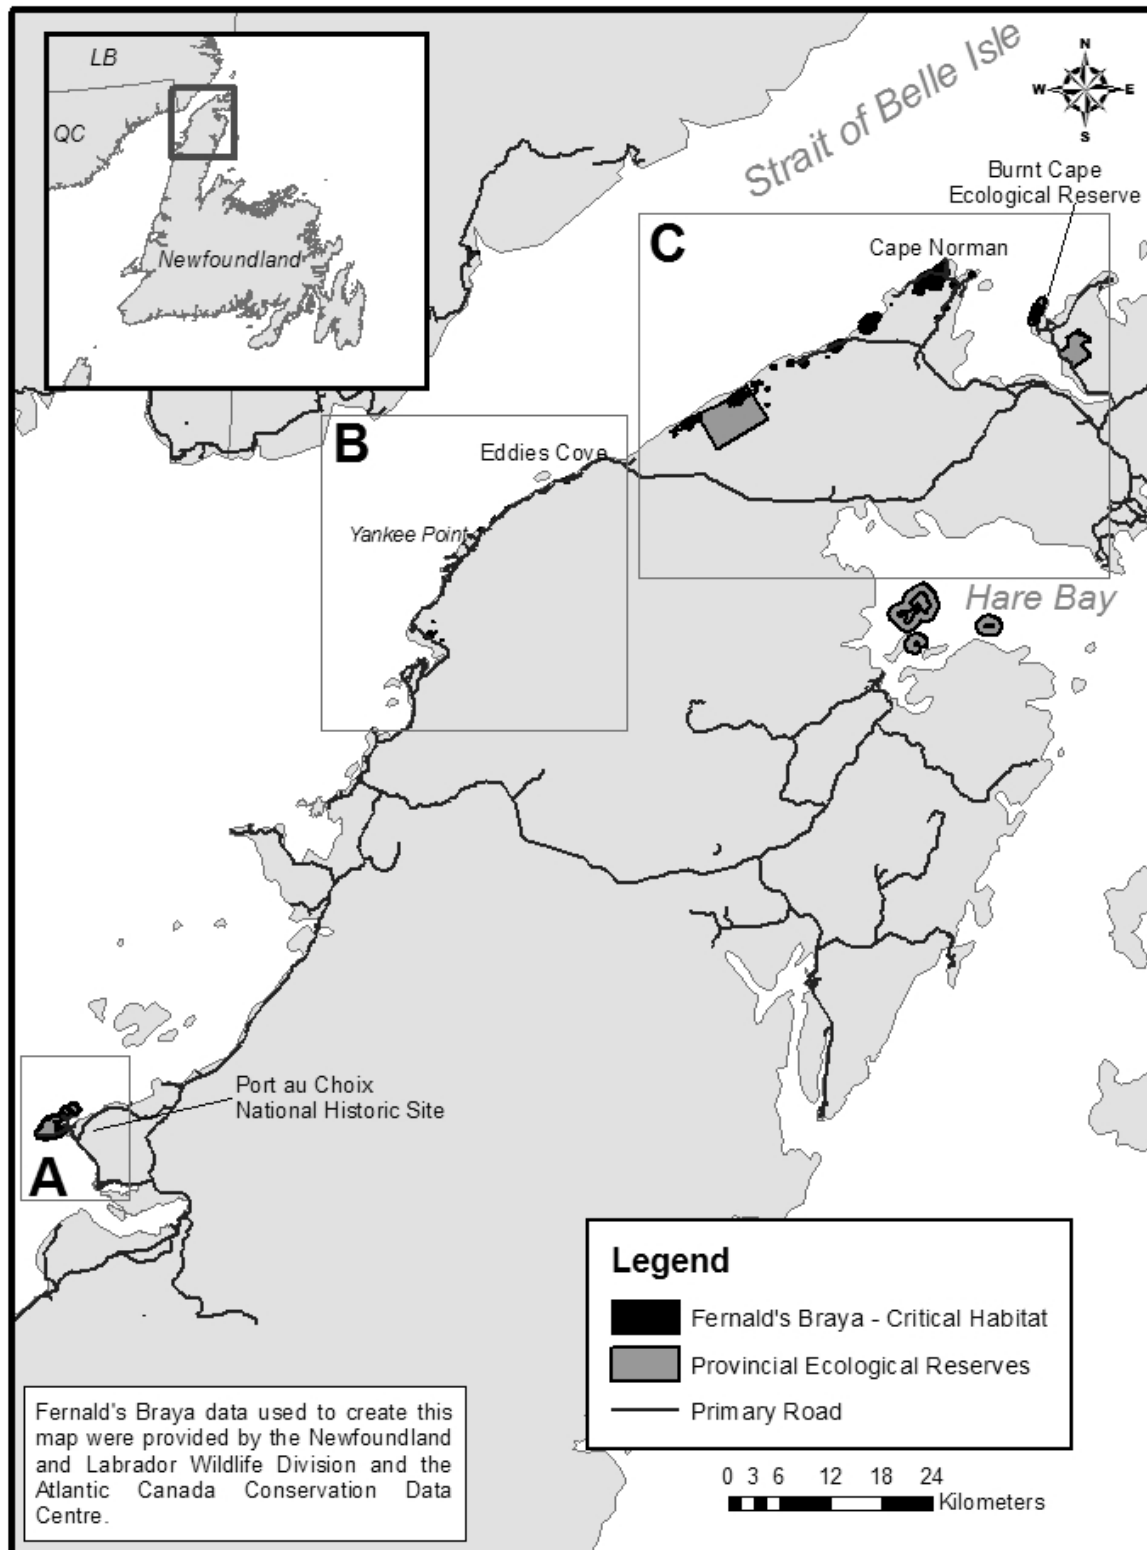 LB
QC
Newfoundland
Strait of Belle Isle
N
W
E
S
Burnt Cape
Ecological Reserve
C
Cape Norman
B
Eddies Cove
Yankee Point
Hare Bay
Port au Choix
National Historic Site
A
Legend
Fernald's Braya - Critical Habitat
Provincial Ecological Reserves
Primary Road
Fernald's Braya data used to create this
map were provided by the Newfoundland
and Labrador Wildlife Division and the
Atlantic Canada Conservation Data
Centre.
0 3 6 12 18 24
Kilometers